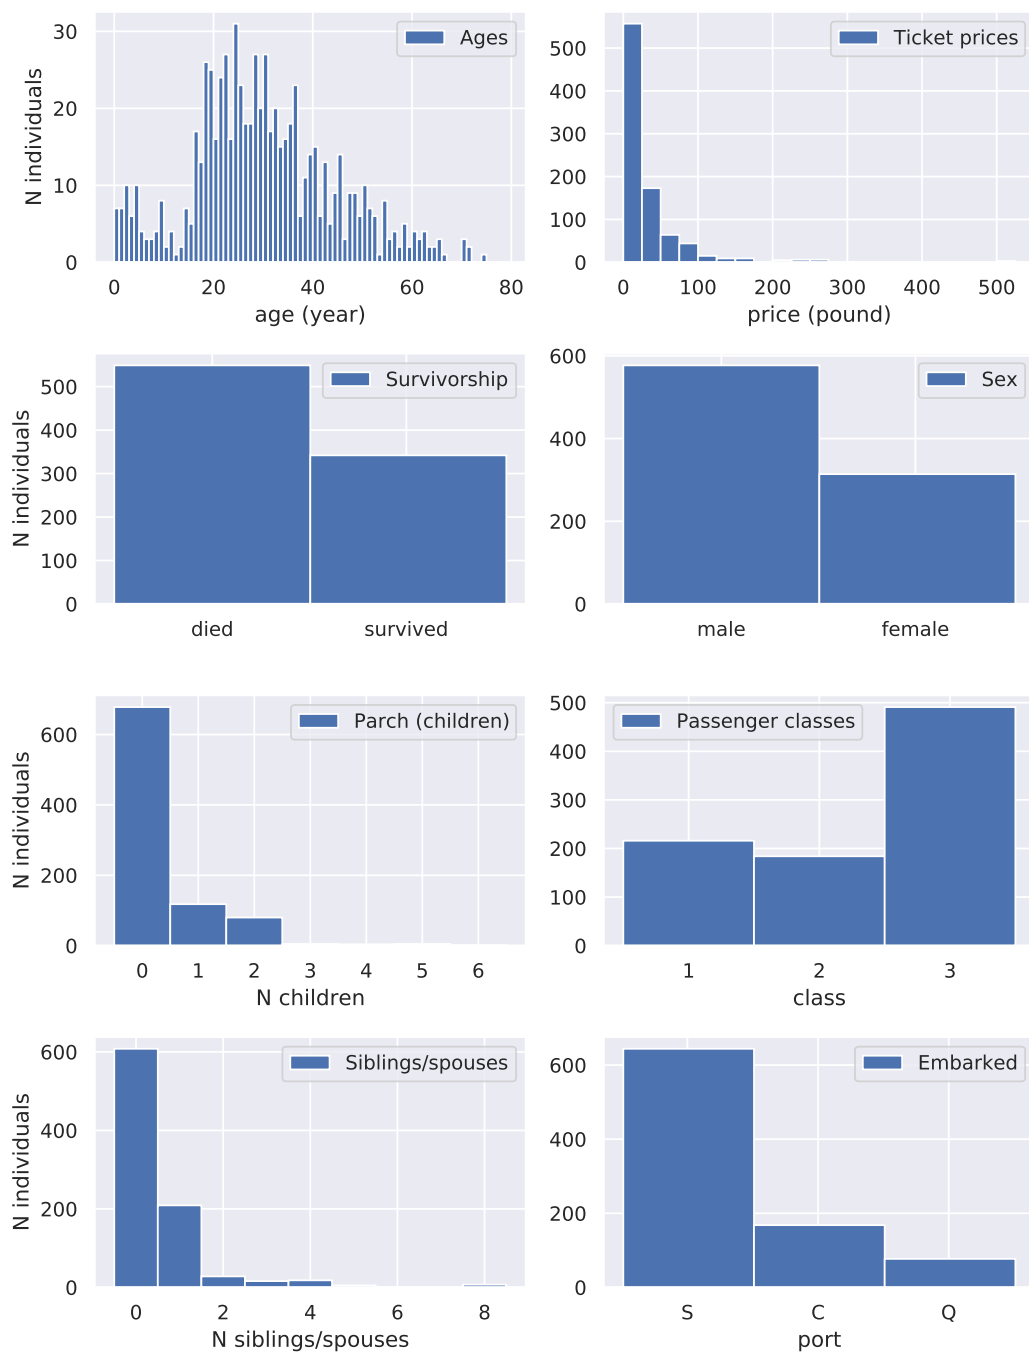 Ages
N individuals
30
20
10
0
0 20 40 60 80
age (year)
Ticket prices
500
400
300
200
100
0
0 100 200 300 400 500
price (pound)
Survivorship
N individuals
500
400
300
200
100
0
died survived
Sex
600
400
200
0
male female
Parch (children)
N individuals
600
400
200
0
0 1 2 3 4 5 6
N children
Passenger classes
500
400
300
200
100
0
1 2 3
class
Siblings/spouses
N individuals
600
400
200
0
0 2 4 6 8
N siblings/spouses
Embarked
600
400
200
0
S C Q
port